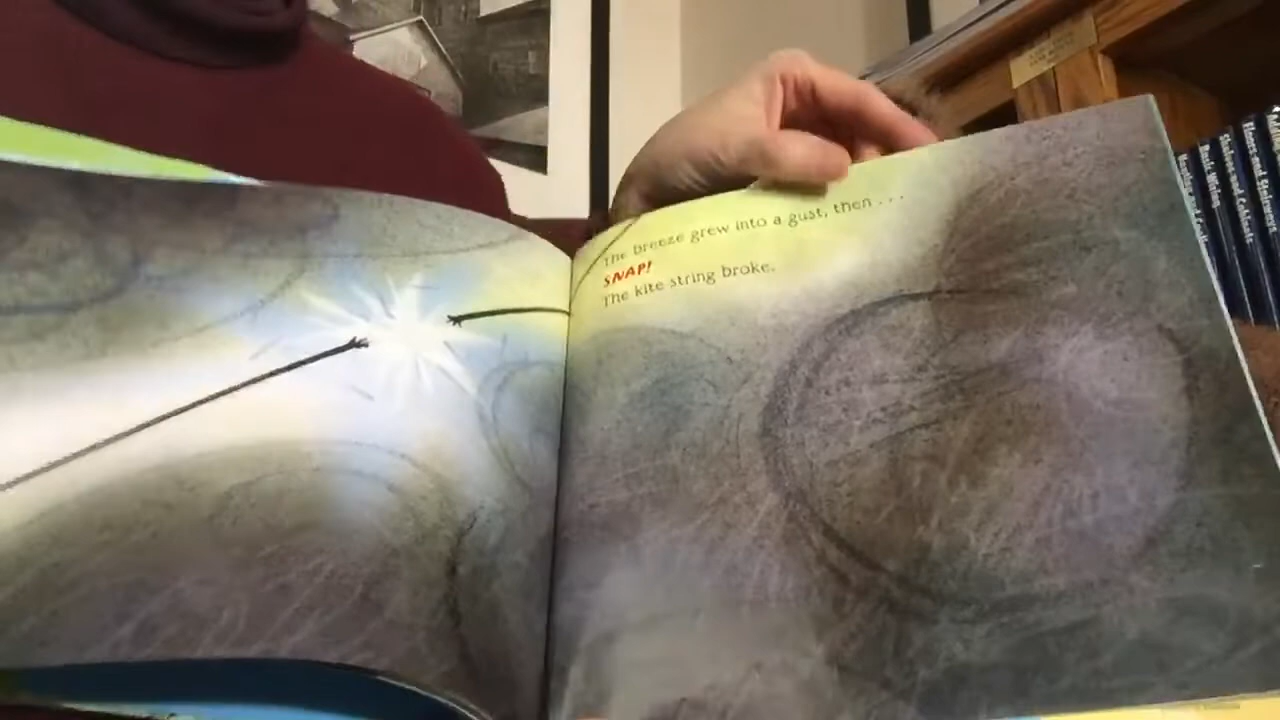 The breeze grew into a gust, then . . .
SNAP!
The kite string broke.